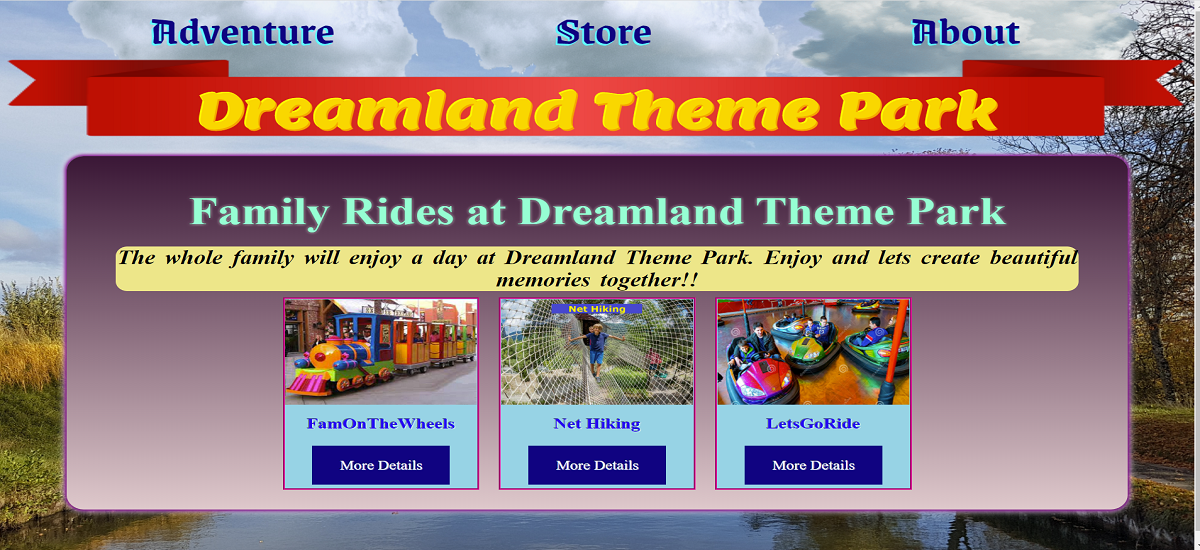 Adventure Store About
Dreamland Theme Park
Family Rides at Dreamland Theme Park
The whole family will enjoy a day at Dreamland Theme Park. Enjoy and lets create beautiful
memories together!!
Net Hiking
FamOnTheWheels Net Hiking LetsGoRide
More Details More Details More Details